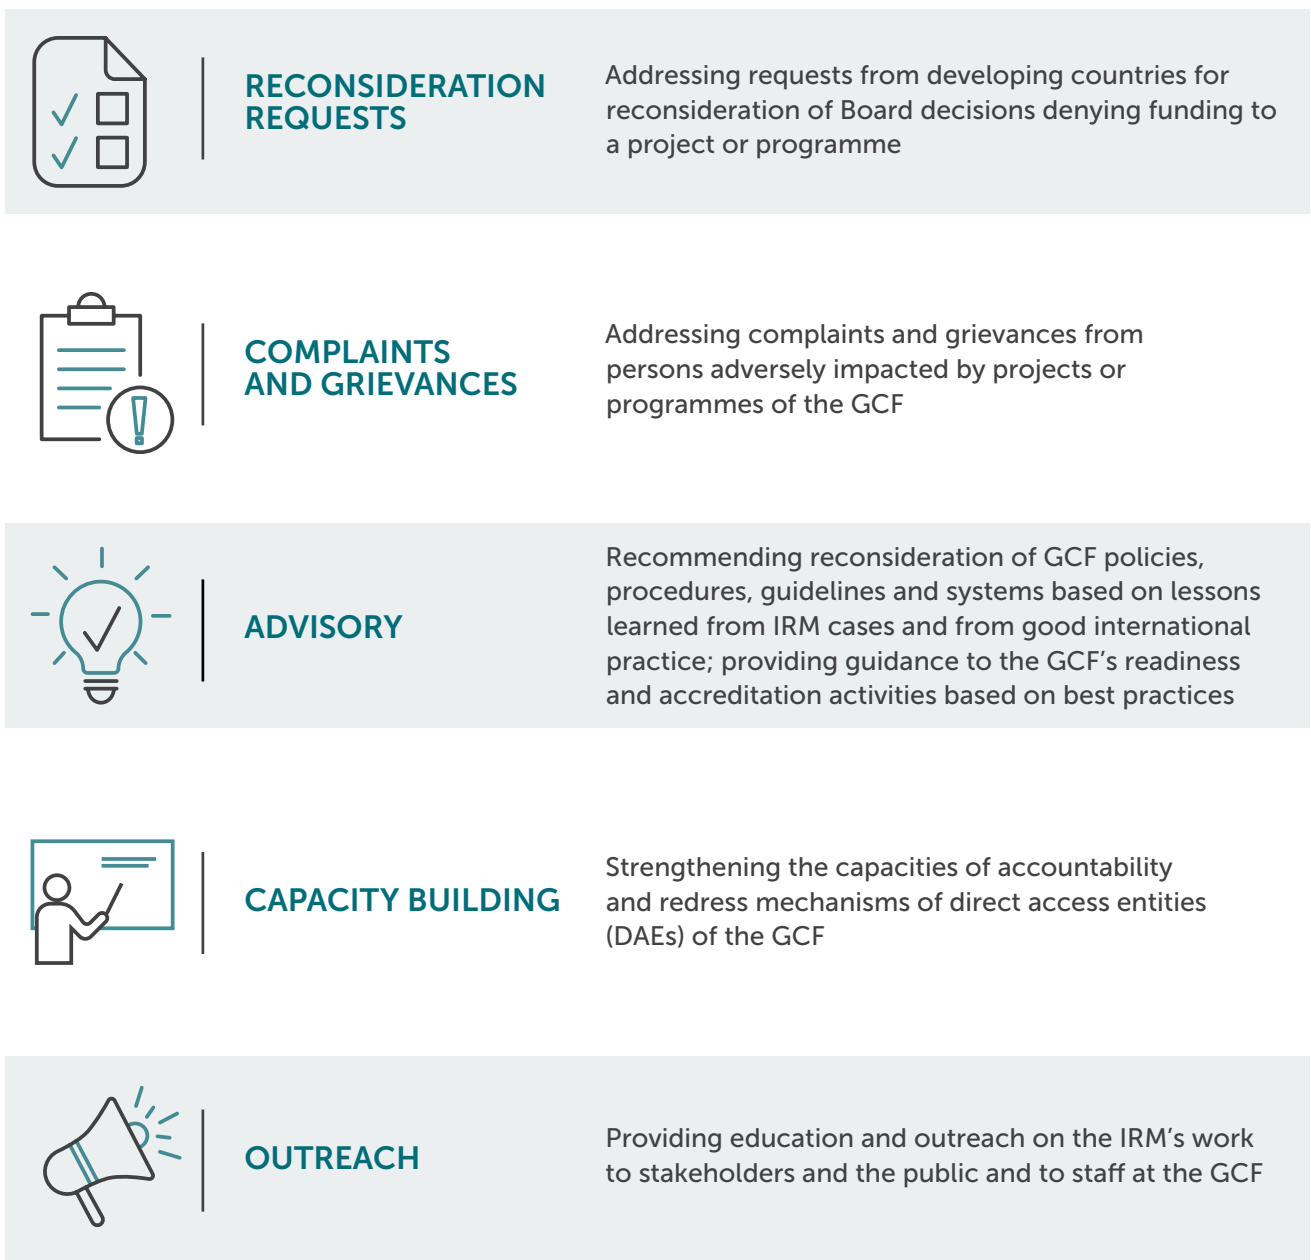 RECONSIDERATION
REQUESTS
Addressing requests from developing countries for
reconsideration of Board decisions denying funding to
a project or programme
COMPLAINTS
AND GRIEVANCES
Addressing complaints and grievances from
persons adversely impacted by projects or
programmes of the GCF
ADVISORY
Recommending reconsideration of GCF policies,
procedures, guidelines and systems based on lessons
learned from IRM cases and from good international
practice; providing guidance to the GCF’s readiness
and accreditation activities based on best practices
CAPACITY BUILDING
Strengthening the capacities of accountability
and redress mechanisms of direct access entities
(DAEs) of the GCF
OUTREACH
Providing education and outreach on the IRM’s work
to stakeholders and the public and to staff at the GCF